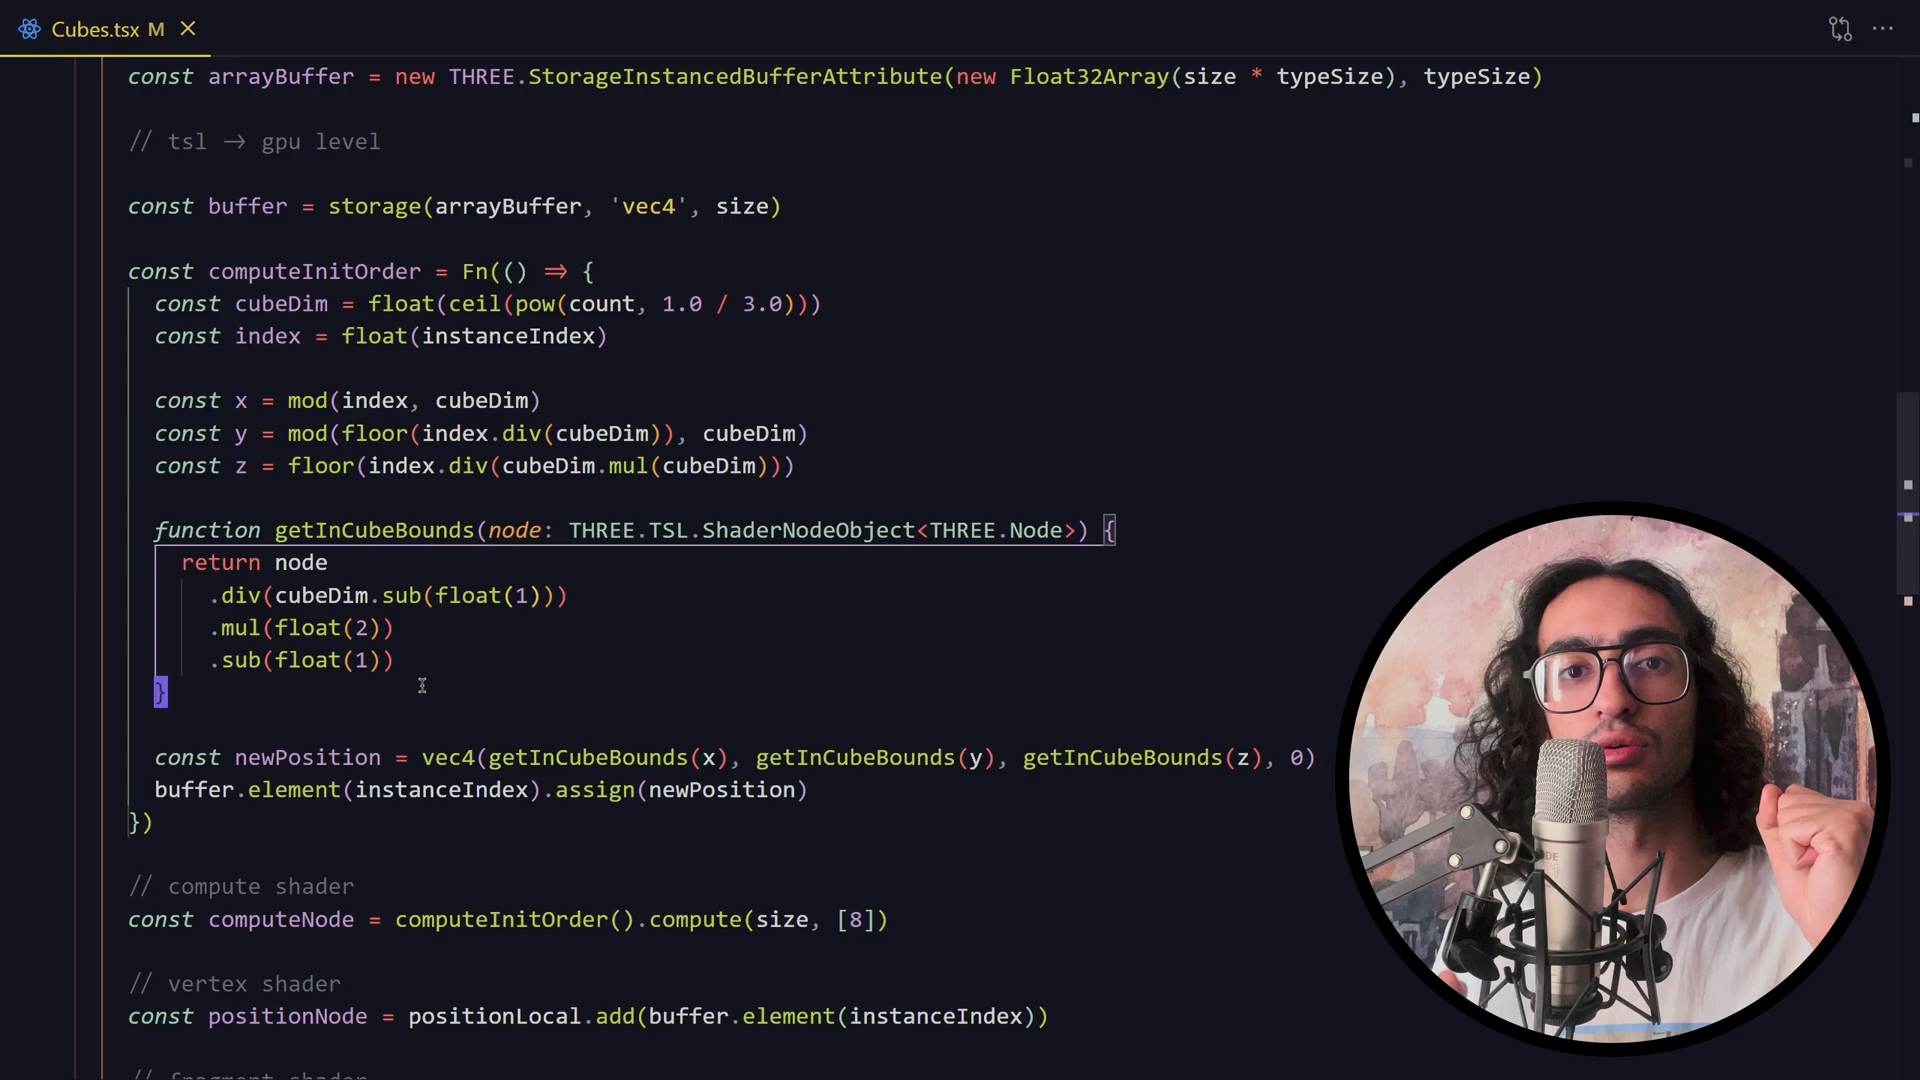 Cubes.tsx M
const arrayBuffer = new THREE.StorageInstancedBufferAttribute(new Float32Array(size * typeSize), typeSize)
// tsl → gpu level
const buffer = storage(arrayBuffer, 'vec4', size)
const computeInitOrder = Fn(() ⇒ {
const cubeDim = float(ceil(pow(count, 1.0 / 3.0)))
const index = float(instanceIndex)
const x = mod(index, cubeDim)
const y = mod(floor(index.div(cubeDim)), cubeDim)
const z = floor(index.div(cubeDim.mul(cubeDim)))
function getInCubeBounds(node: THREE.TSL.ShaderNodeObject<THREE.Node>) {
return node
.div(cubeDim.sub(float(1)))
.mul(float(2))
.sub(float(1))
}
const newPosition = vec4(getInCubeBounds(x), getInCubeBounds(y), getInCubeBounds(z), 0)
buffer.element(instanceIndex).assign(newPosition)
})
// compute shader
const computeNode = computeInitOrder().compute(size, [8])
// vertex shader
const positionNode = positionLocal.add(buffer.element(instanceIndex))
// fragment shader